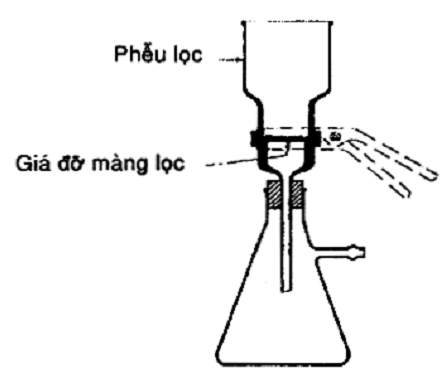 Phễu lọc
Giá đỡ màng lọc